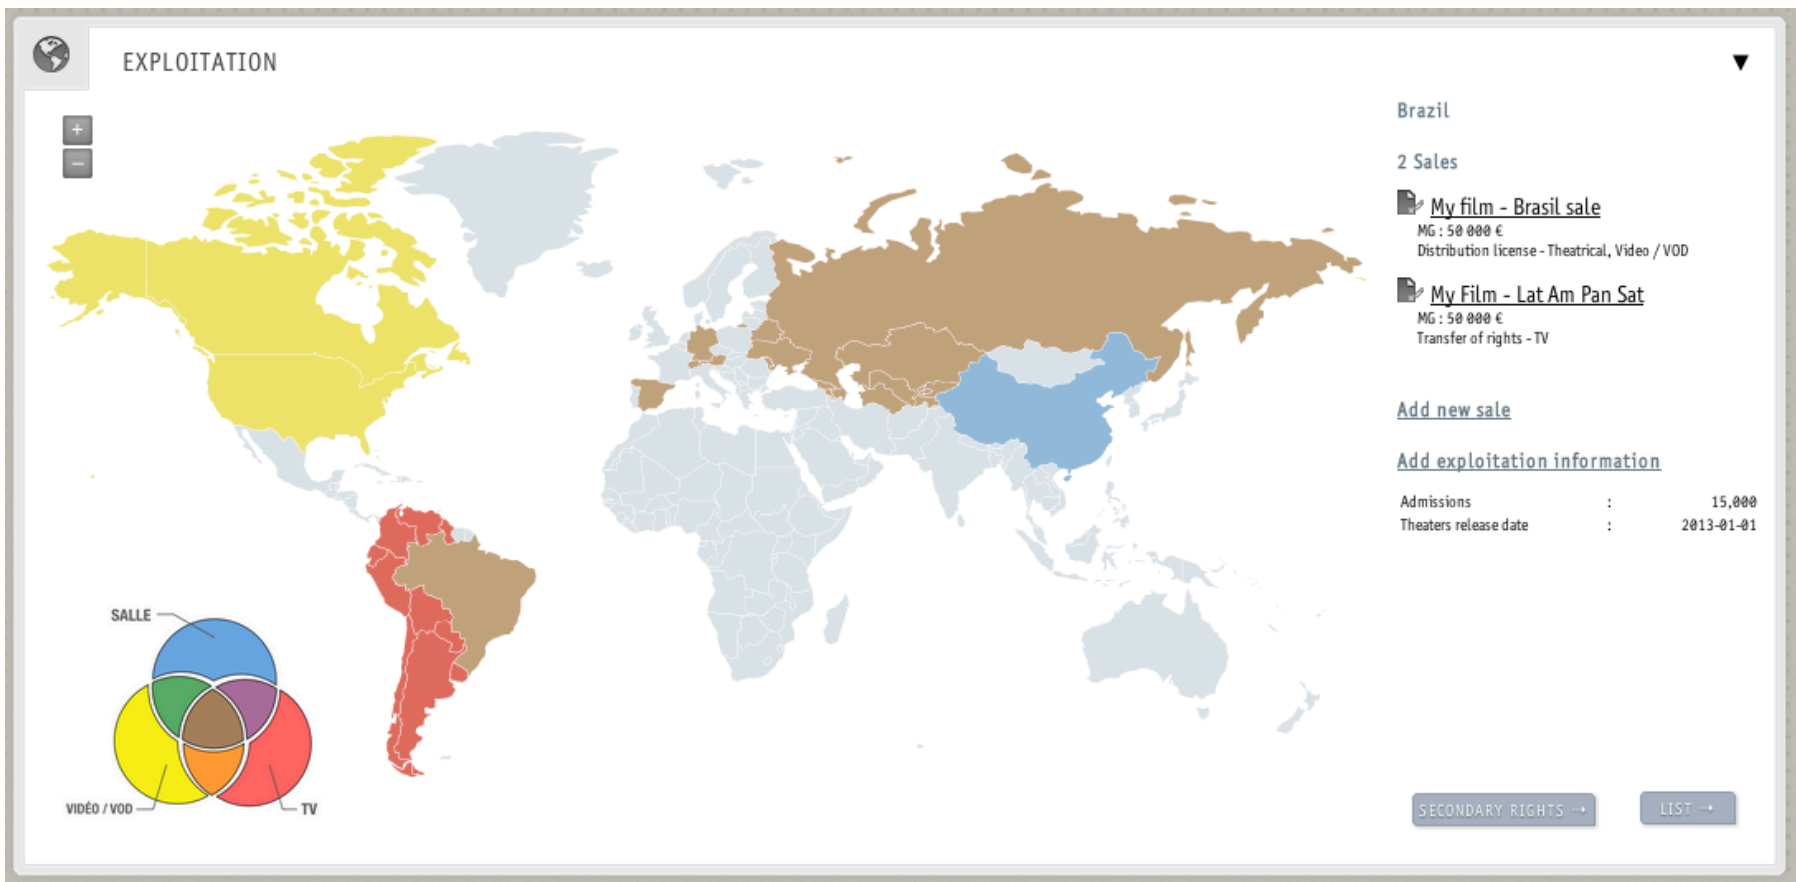 EXPLOITATION
▼
+
−
Brazil
2 Sales
My film - Brasil sale
MG : 50 000 €
Distribution license - Theatrical, Video / VOD
My Film - Lat Am Pan Sat
MG : 50 000 €
Transfer of rights - TV
Add new sale
Add exploitation information
Admissions : 15,000
Theaters release date : 2013-01-01
SALLE
VIDÉO / VOD
TV
SECONDARY RIGHTS →
LIST →